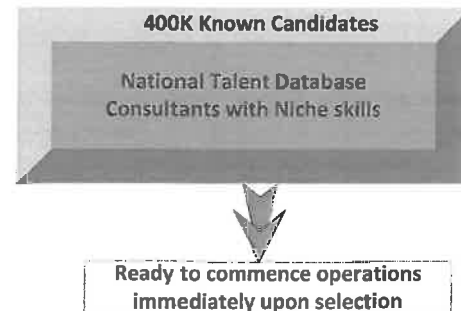 400K Known Candidates
National Talent Database
Consultants with Niche skills
Ready to commence operations
immediately upon selection